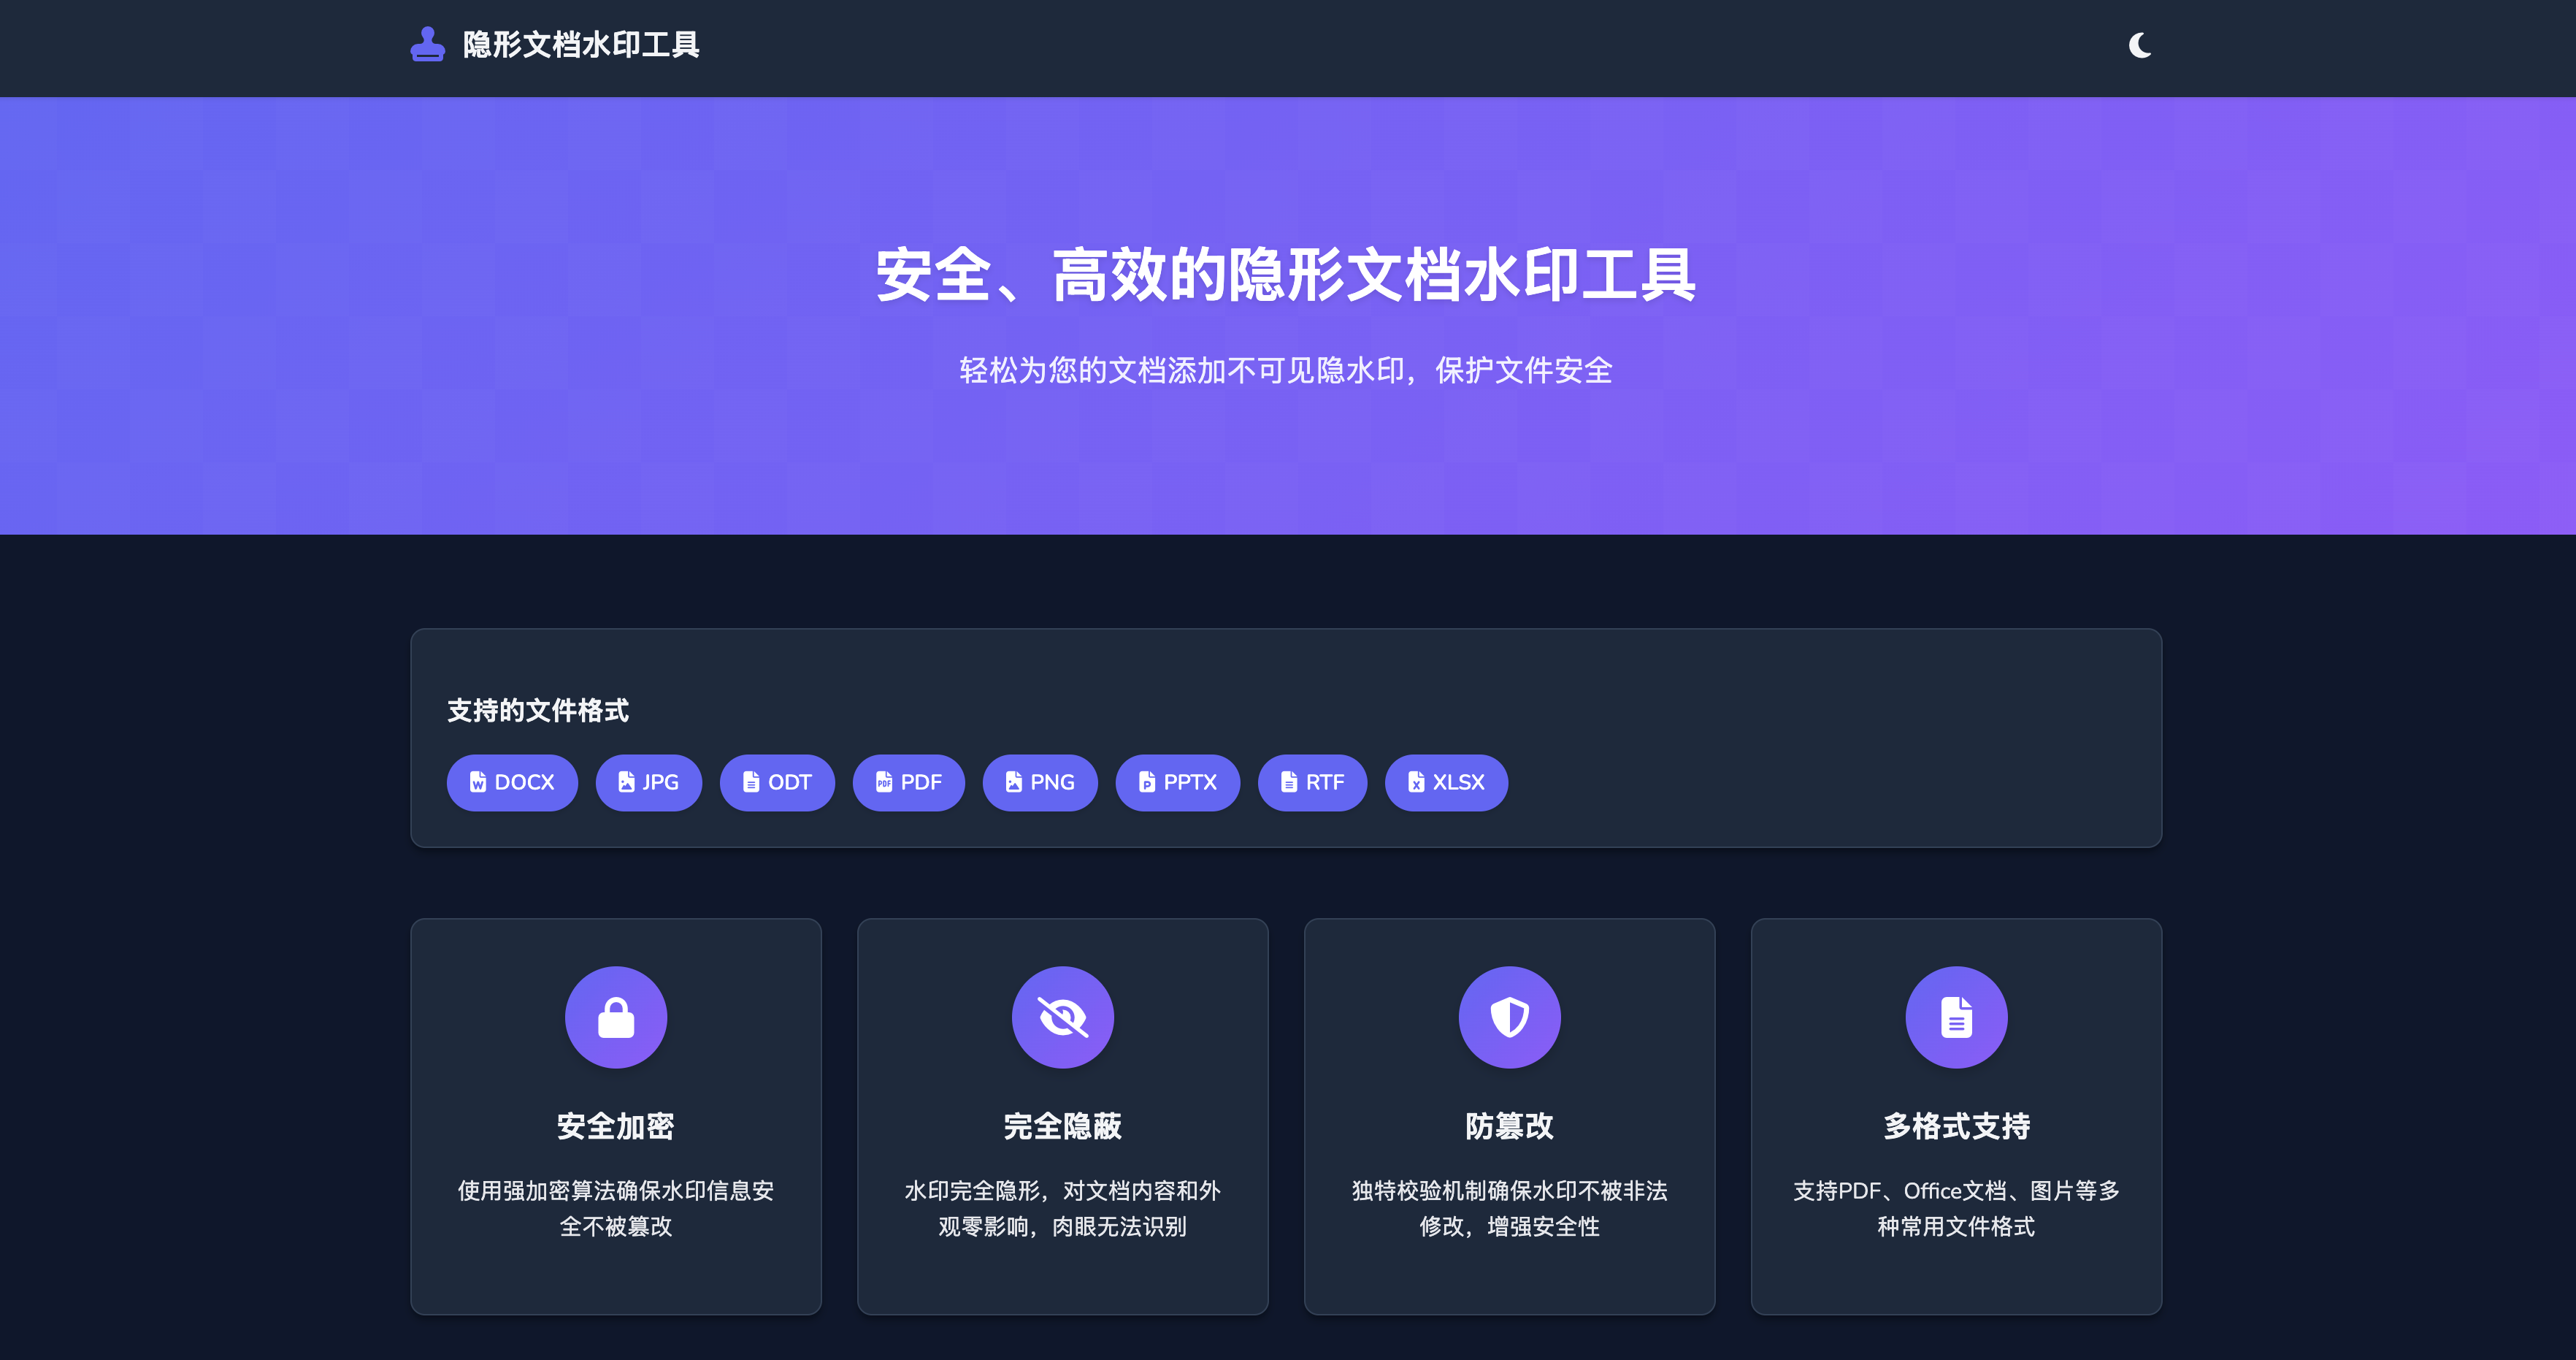 隐形文档水印工具
安全、高效的隐形文档水印工具
轻松为您的文档添加不可见隐水印，保护文件安全
支持的文件格式
DOCX JPG ODT PDF PNG PPTX RTF XLSX
安全加密
使用强加密算法确保水印信息安
全不被篡改
完全隐蔽
水印完全隐形，对文档内容和外
观零影响，肉眼无法识别
防篡改
独特校验机制确保水印不被非法
修改，增强安全性
多格式支持
支持PDF、Office文档、图片等多
种常用文件格式